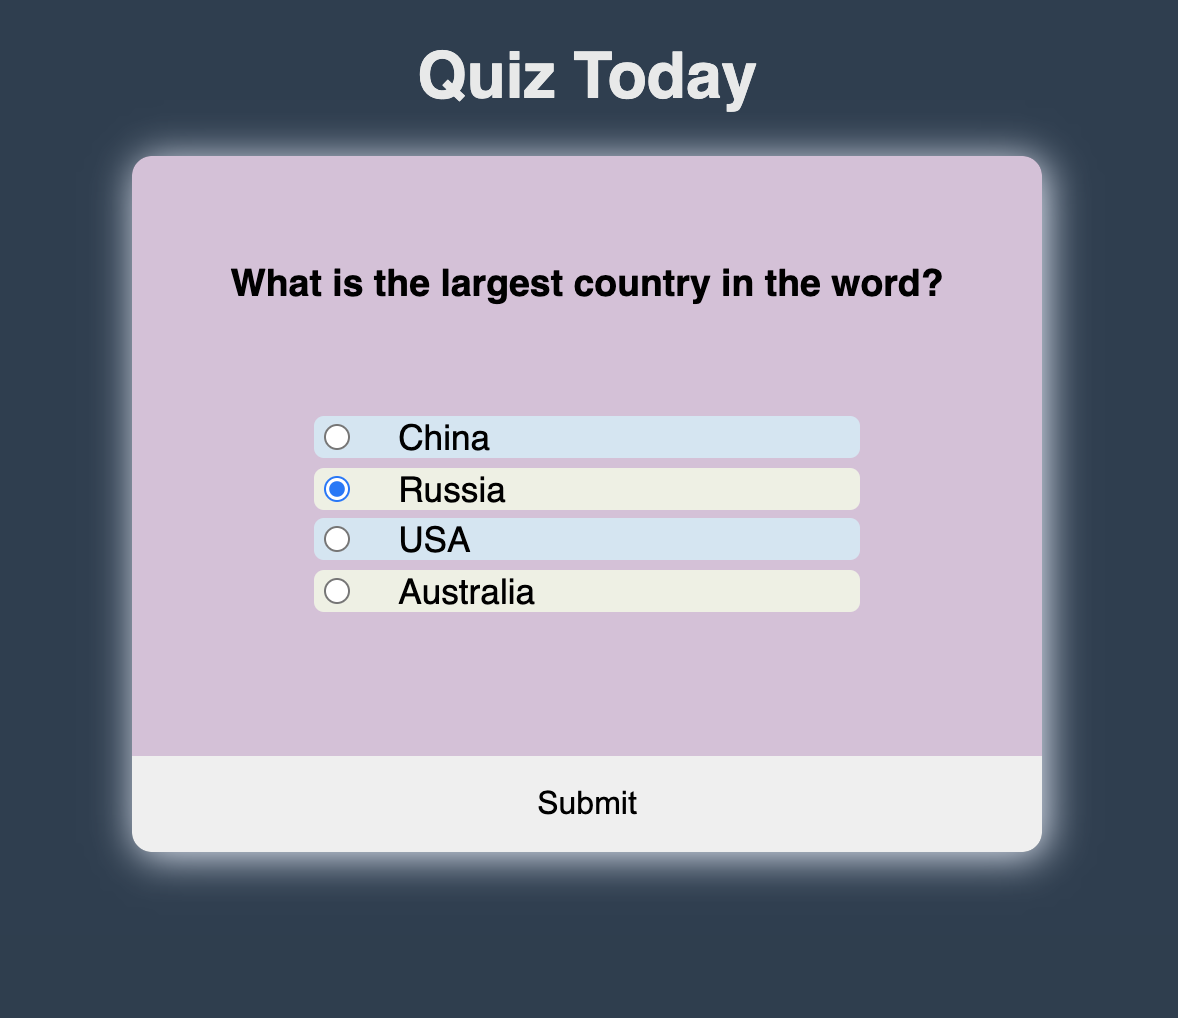 Quiz Today
What is the largest country in the word?
China
Russia
USA
Australia
Submit